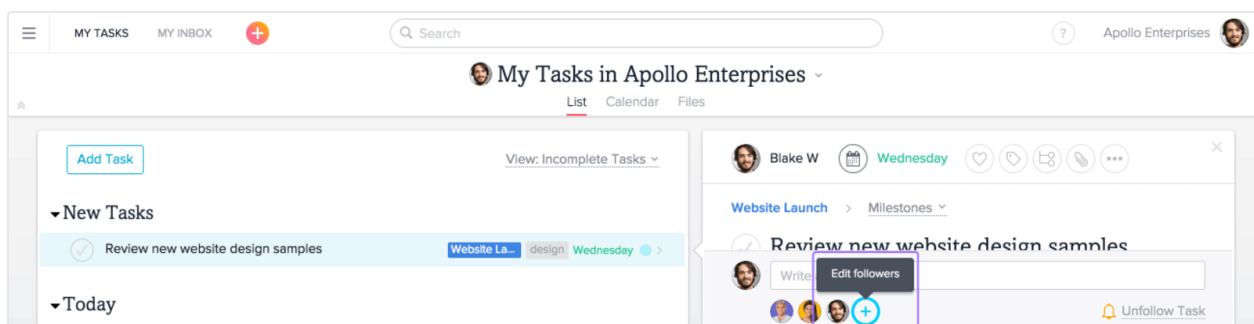 MY TASKS MY INBOX Search ? Apollo Enterprises
My Tasks in Apollo Enterprises
List Calendar Files
Add Task View: Incomplete Tasks
Blake W Wednesday
New Tasks
Website Launch > Milestones
Review new website design samples Website La... design Wednesday
Review new website design samples
Write
Edit followers
Today
Unfollow Task